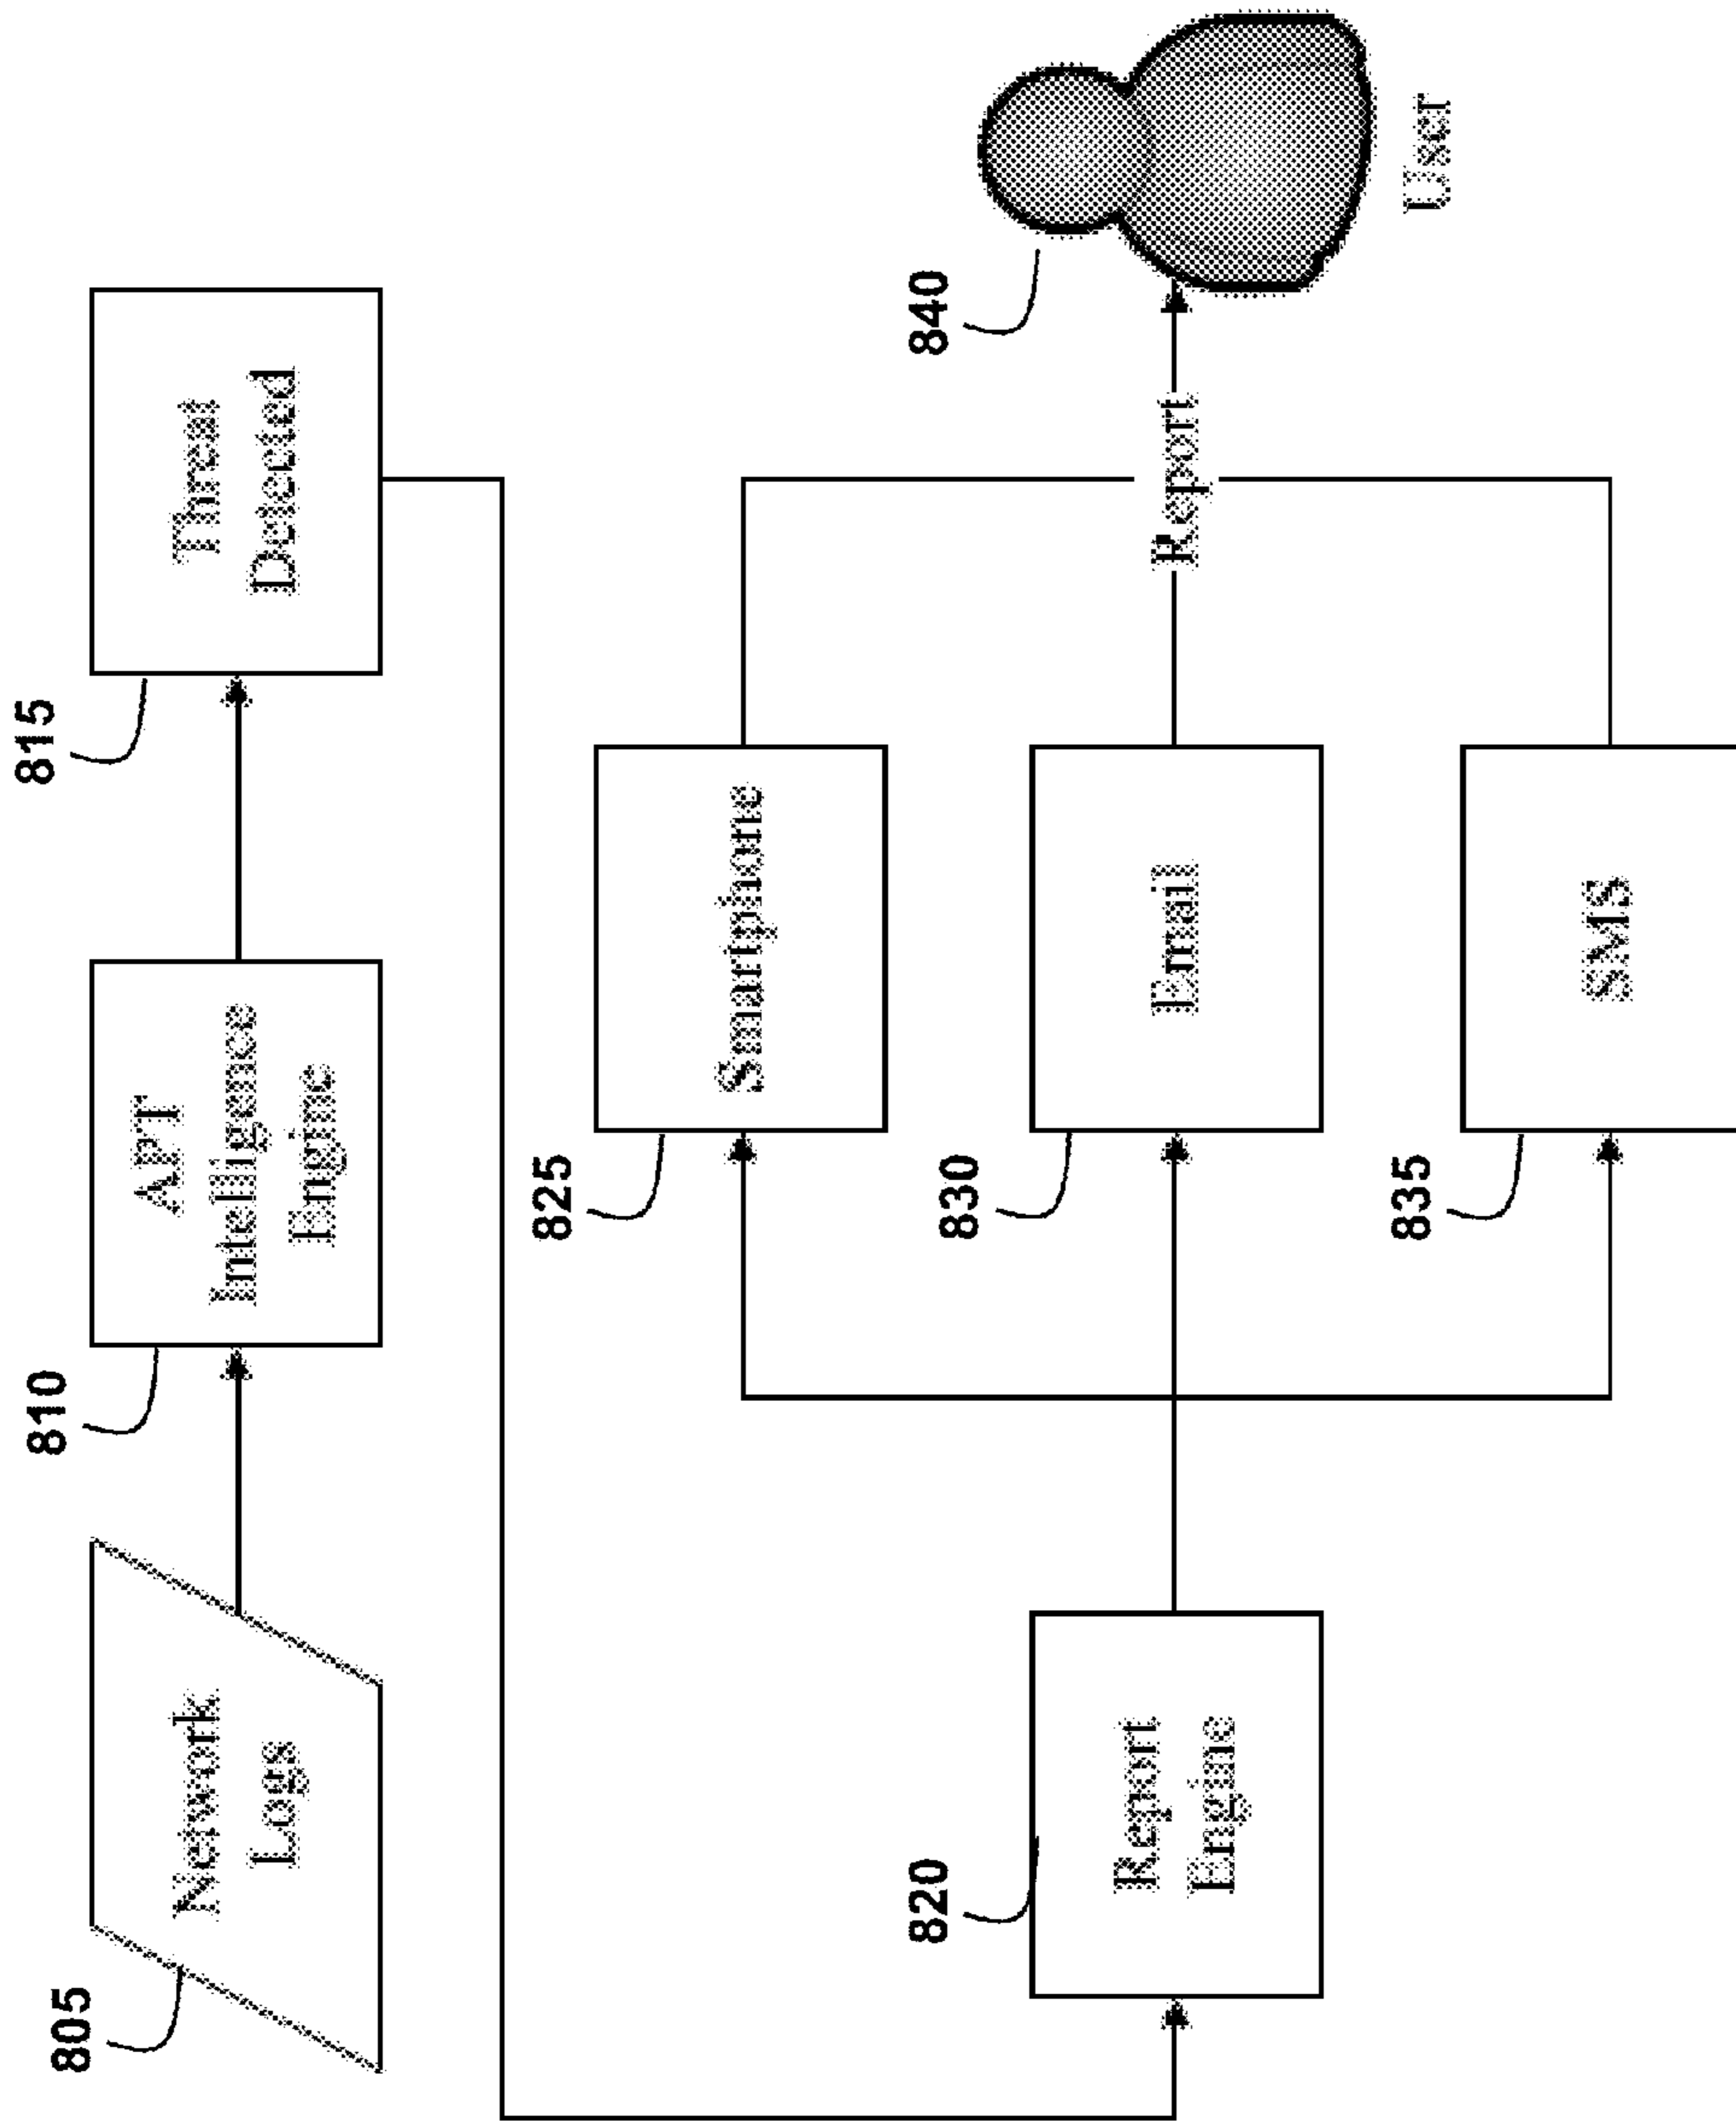 805
Network
Logs
810
APT
Intelligence
Engine
815
Threat
Detected
820
Report
Engine
825
Smartphone
830
Email
835
SMS
Report
840
User